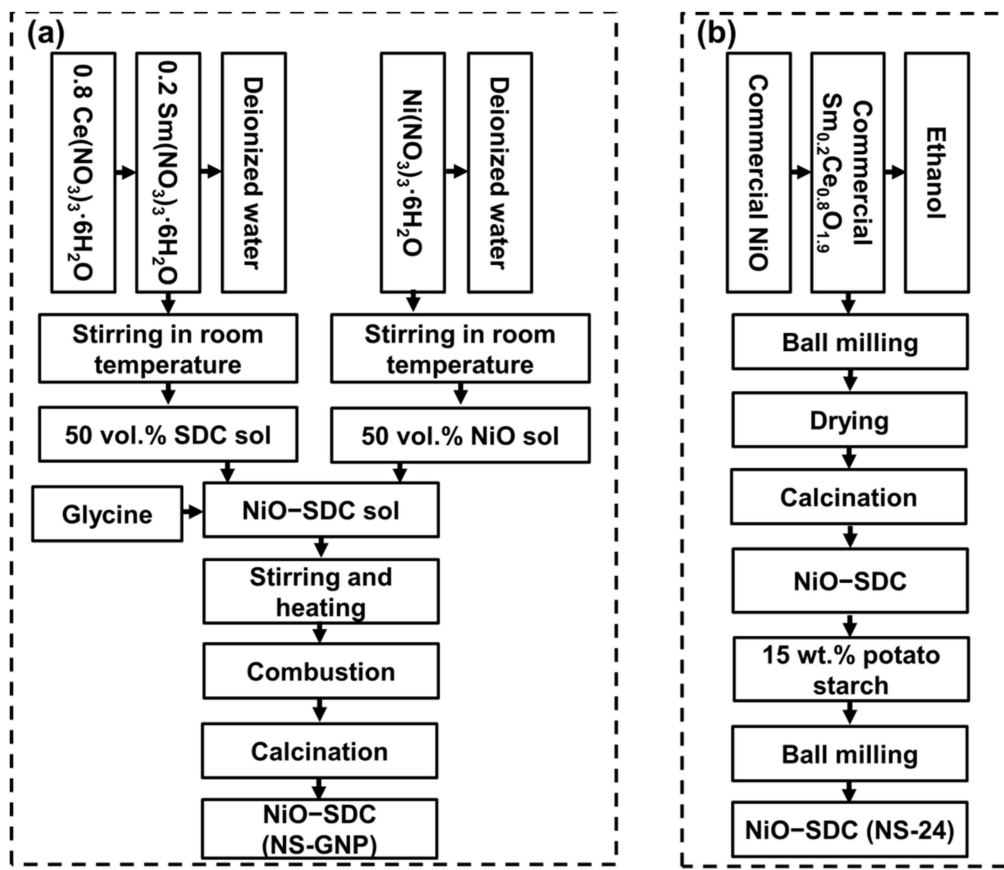 (a)
0.8 Ce(NO₃)₃·6H₂O
0.2 Sm(NO₃)₃·6H₂O
Deionized water
Ni(NO₃)₃·6H₂O
Deionized water
Stirring in room
temperature
Stirring in room
temperature
50 vol.% SDC sol
50 vol.% NiO sol
Glycine
NiO−SDC sol
Stirring and
heating
Combustion
Calcination
NiO−SDC
(NS-GNP)
(b)
Commercial NiO
Commercial
Sm₀.₂Ce₀.₈O₁.₉
Ethanol
Ball milling
Drying
Calcination
NiO−SDC
15 wt.% potato
starch
Ball milling
NiO−SDC (NS-24)